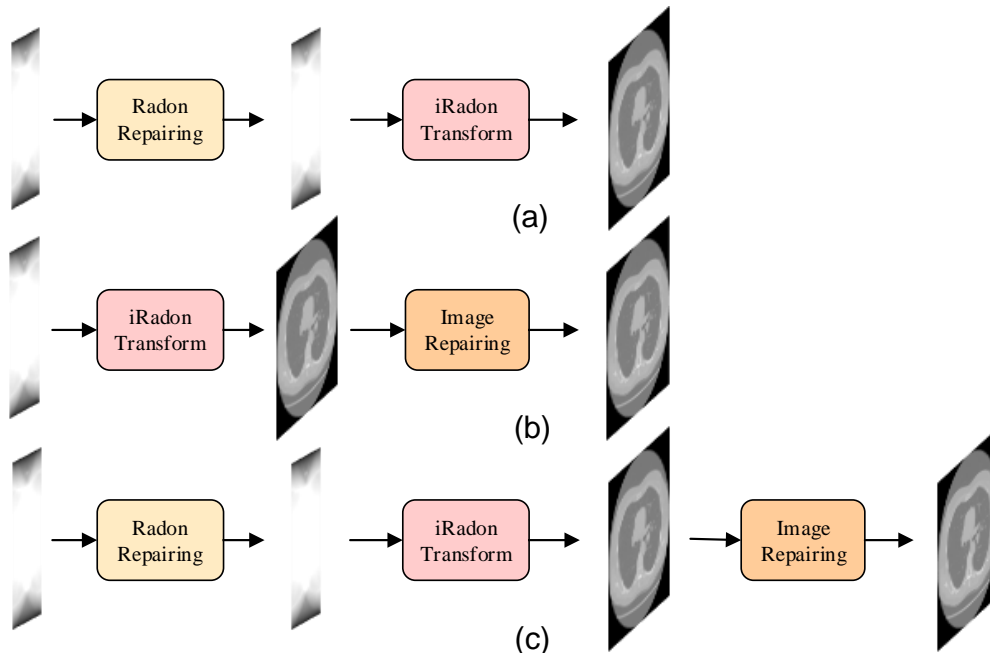 Radon
Repairing
iRadon
Transform
(a)
iRadon
Transform
Image
Repairing
(b)
Radon
Repairing
iRadon
Transform
Image
Repairing
(c)